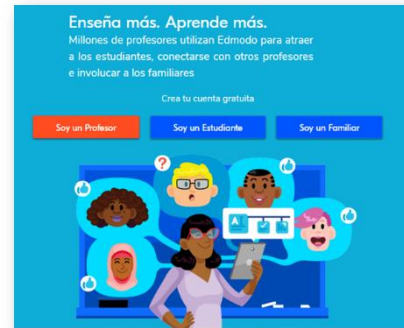 Enseña más. Aprende más.
Millones de profesores utilizan Edmodo para atraer
a los estudiantes, conectarse con otros profesores
e involucar a los familiares
Crea tu cuenta gratuita
Soy un Profesor
Soy un Estudiante
Soy un Familiar
?
A